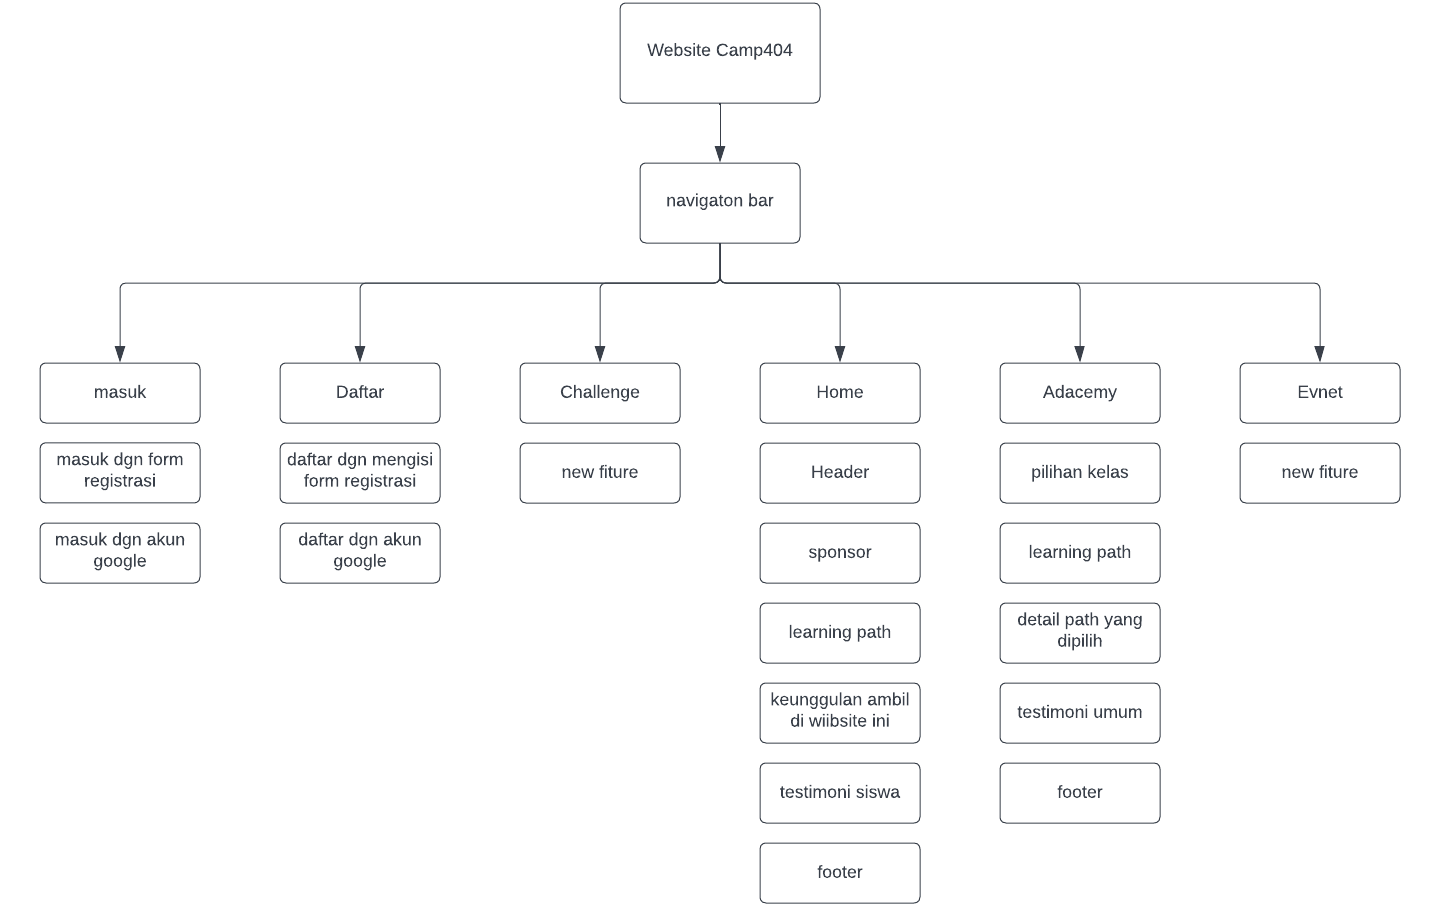 Website Camp404
navigaton bar
masuk
Daftar
Challenge
Home
Adacemy
Evnet
masuk dgn form
registrasi
daftar dgn mengisi
form registrasi
new fiture
Header
pilihan kelas
new fiture
masuk dgn akun
google
daftar dgn akun
google
sponsor
learning path
learning path
detail path yang
dipilih
keunggulan ambil
di wiibsite ini
testimoni umum
testimoni siswa
footer
footer